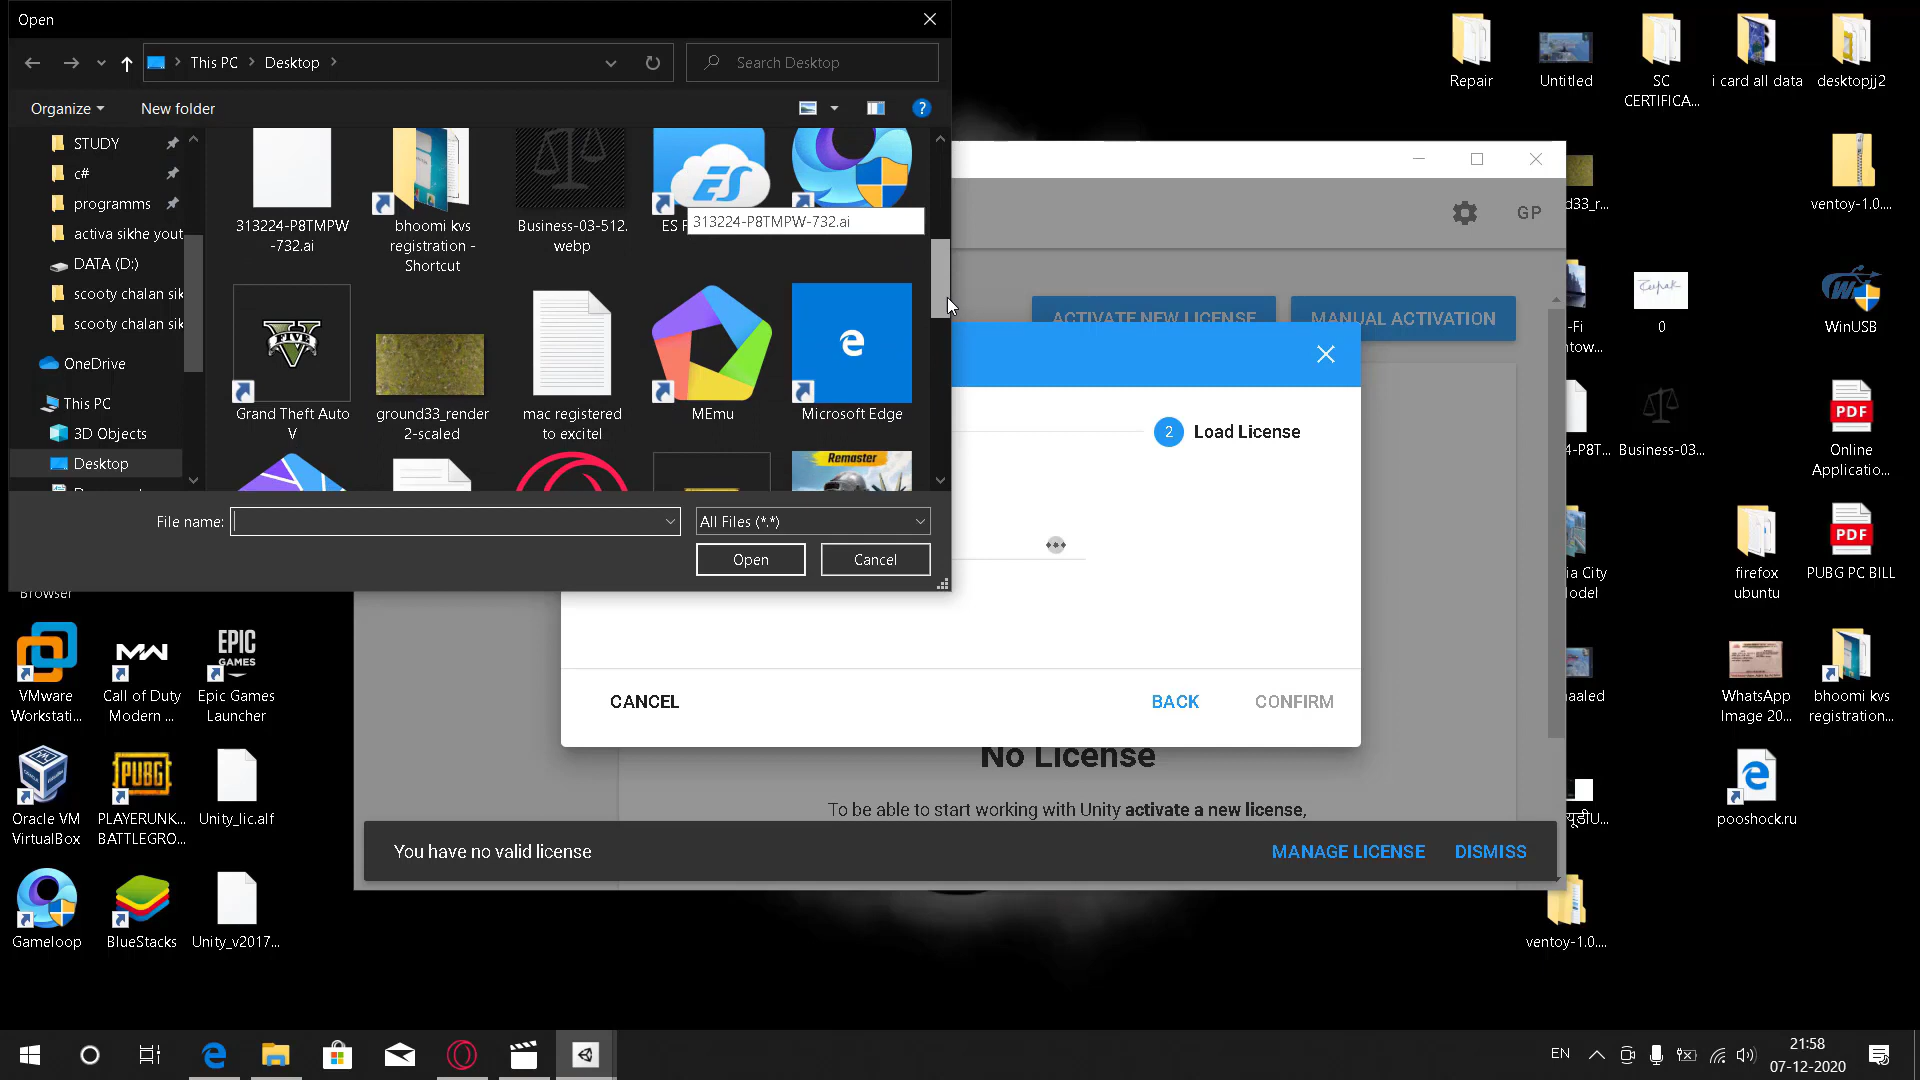 Open
This PC
Desktop
Search Desktop
Organize
New folder
STUDY
c#
programms
activa sikhe yout
DATA (D:)
scooty chalan sik
scooty chalan sik
OneDrive
This PC
3D Objects
Desktop
313224-P8TMPW
-732.ai
bhoomi kvs
registration -
Shortcut
Business-03-512.
webp
313224-P8TMPW-732.ai
Grand Theft Auto
V
ground33_render
2-scaled
mac registered
to excitel
MEmu
Microsoft Edge
Remaster
File name:
All Files (*.*)
Open
Cancel
GP
ACTIVATE NEW LICENSE
MANUAL ACTIVATION
2
Load License
CANCEL
BACK
CONFIRM
No License
To be able to start working with Unity activate a new license,
You have no valid license
MANAGE LICENSE
DISMISS
Repair
Untitled
SC
CERTIFICA...
i card all data
desktopjj2
ventoy-1.0....
0
WinUSB
Business-03...
PDF
Online
Applicatio...
firefox
ubuntu
PDF
PUBG PC BILL
WhatsApp
Image 20...
bhoomi kvs
registration...
pooshock.ru
ventoy-1.0....
Browser
VMware
Workstati...
Call of Duty
Modern ...
EPIC
GAMES
Epic Games
Launcher
Oracle VM
VirtualBox
PUBG
PLAYERUNK...
BATTLEGRO...
Unity_lic.alf
Gameloop
BlueStacks
Unity_v2017...
EN
21:58
07-12-2020